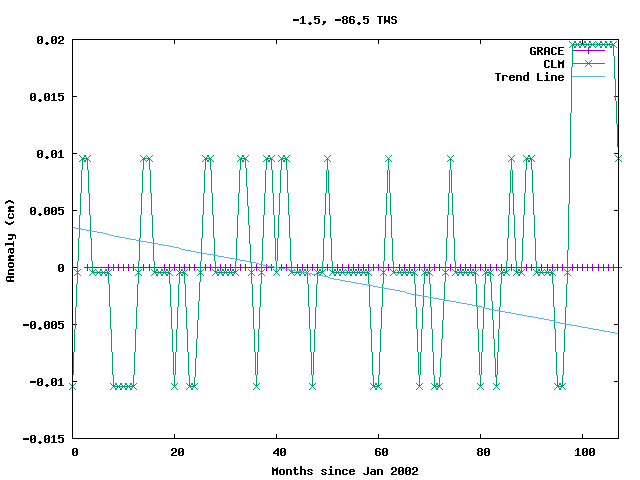 -1.5, -86.5 TWS
GRACE
CLM
Trend Line
0.02
0.015
0.01
0.005
0
-0.005
-0.01
-0.015
Anomaly (cm)
0 20 40 60 80 100
Months since Jan 2002